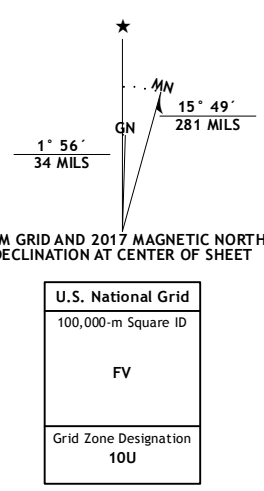 ★
MN
15° 49´
281 MILS
GN
1° 56´
34 MILS
M GRID AND 2017 MAGNETIC NORTH
DECLINATION AT CENTER OF SHEET
U.S. National Grid
100,000-m Square ID
FV
Grid Zone Designation
10U